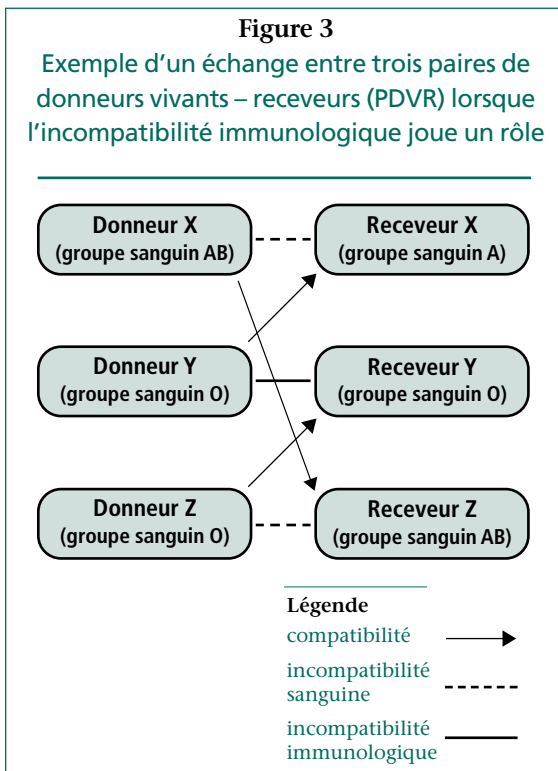 Figure 3
Exemple d'un échange entre trois paires de
donneurs vivants – receveurs (PDVR) lorsque
l'incompatibilité immunologique joue un rôle
Donneur X
(groupe sanguin AB)
Receveur X
(groupe sanguin A)
Donneur Y
(groupe sanguin O)
Receveur Y
(groupe sanguin O)
Donneur Z
(groupe sanguin O)
Receveur Z
(groupe sanguin AB)
Légende
compatibilité
incompatibilité
sanguine
incompatibilité
immunologique